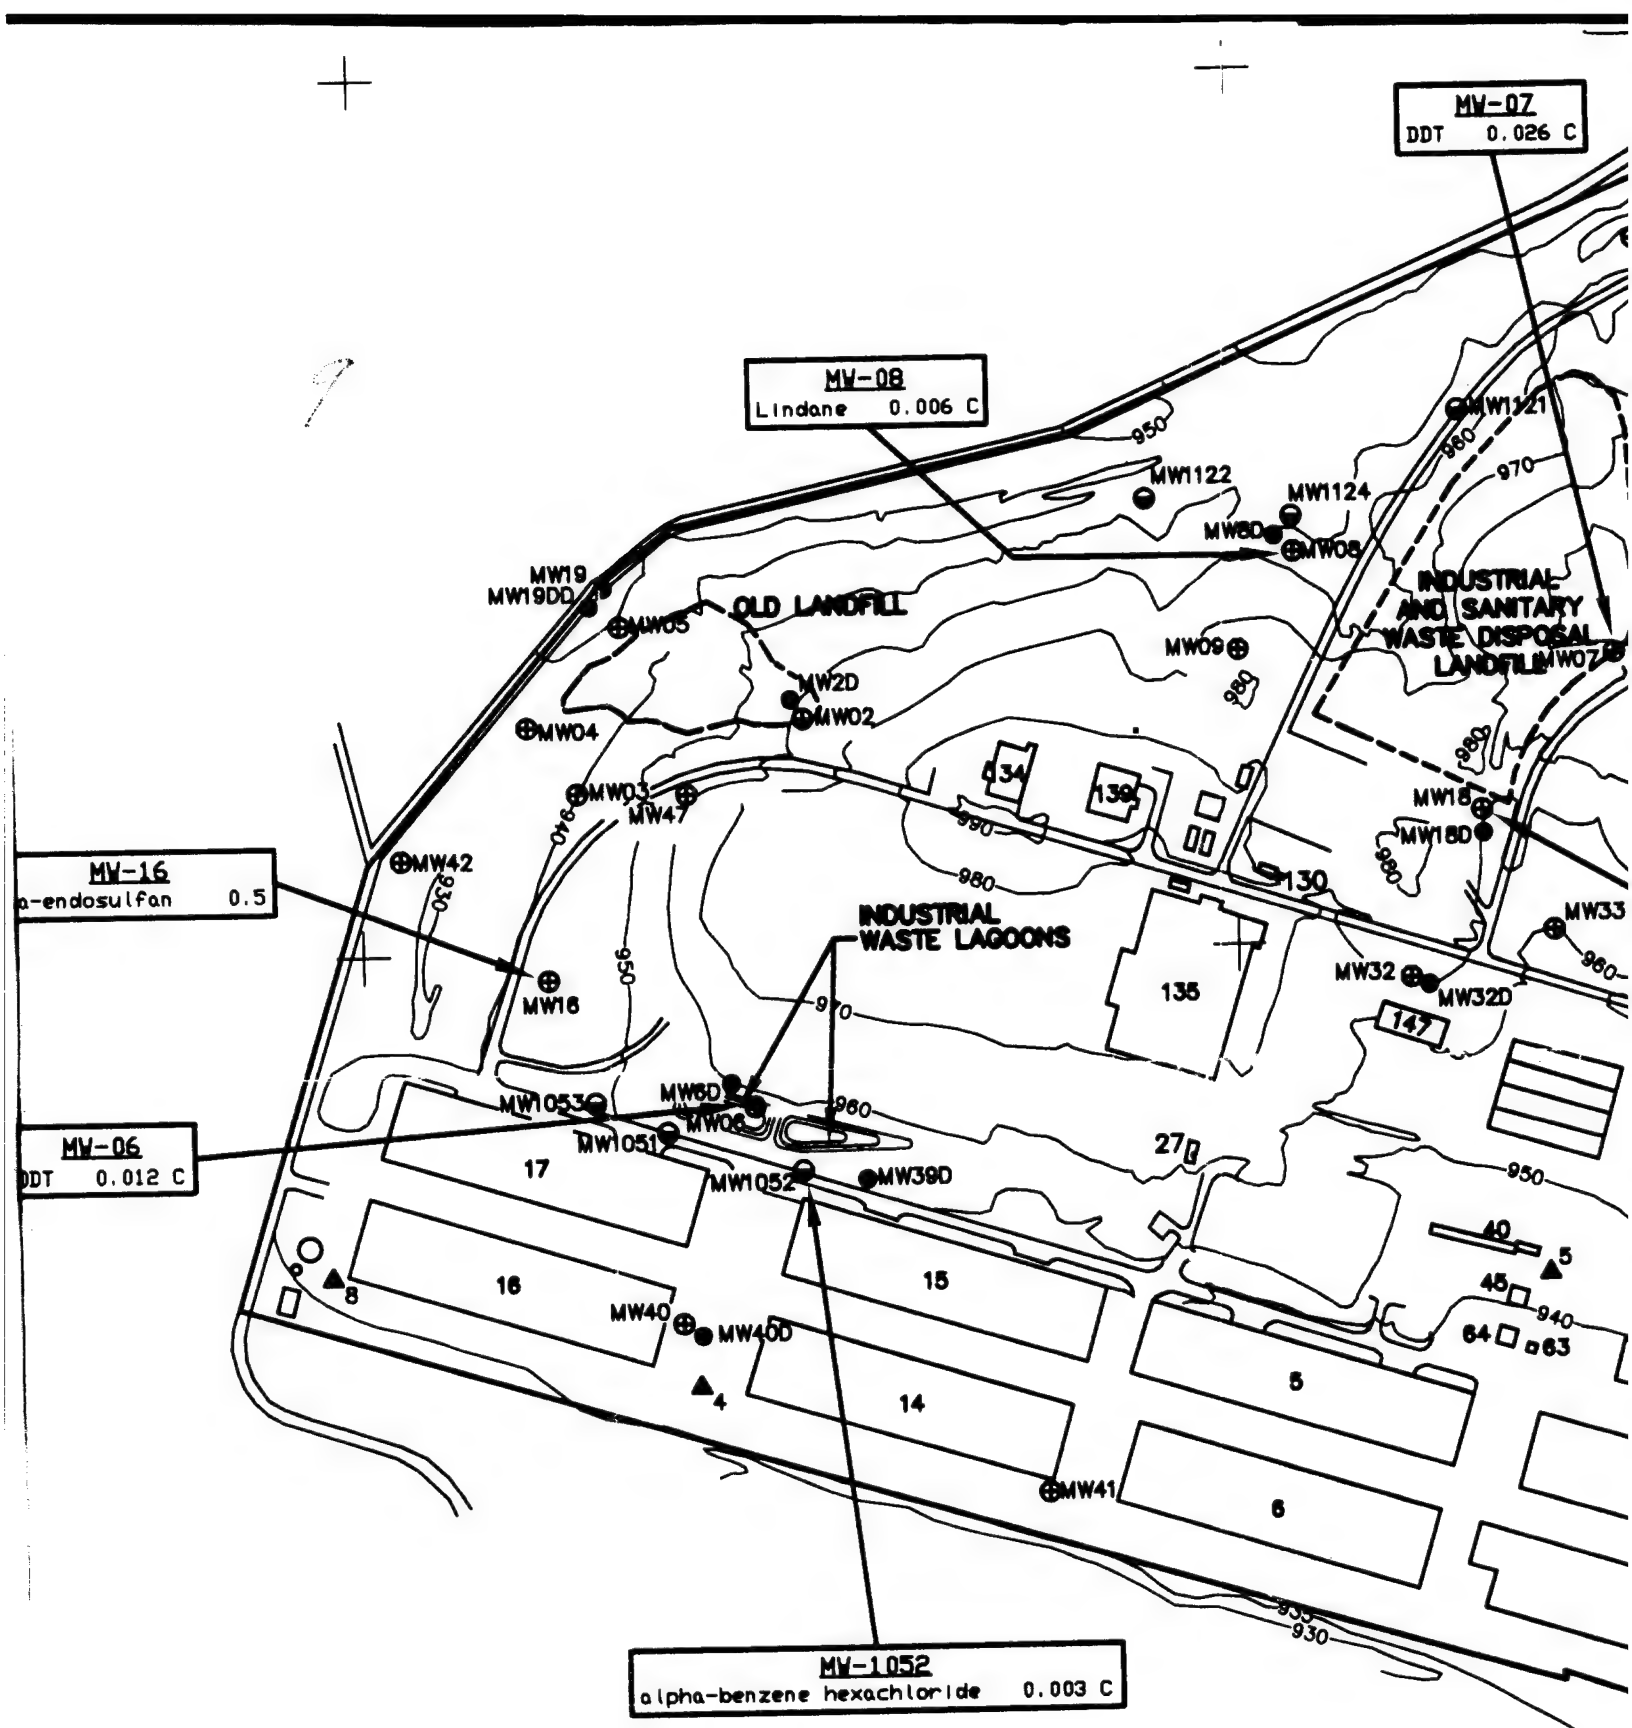 MW-07
DDT 0.026 C
MW-08
Lindane 0.006 C
MW1121
950
960
970
MW1122
MW1124
MW8D
MW08
MW19
MW19DD
MW05
OLD LANDFILL
INDUSTRIAL
AND SANITARY
WASTE DISPOSAL
LANDFILL
MW07
MW09
980
MW2D
MW02
MW04
980
134
139
MW03
MW47
MW18
MW18D
940
990
980
MW42
930
980
130
MW-16
a-endosulfan 0.5
INDUSTRIAL
WASTE LAGOONS
MW33
960
950
MW16
MW32
MW32D
135
970
147
MW6D
MW1053
MW06
960
MW1051
27
MW-06
DDT 0.012 C
17
MW1052
MW39D
950
40
5
8
16
15
45
940
MW40
MW40D
64
63
4
14
5
MW41
6
935
930
MW-1052
alpha-benzene hexachloride 0.003 C